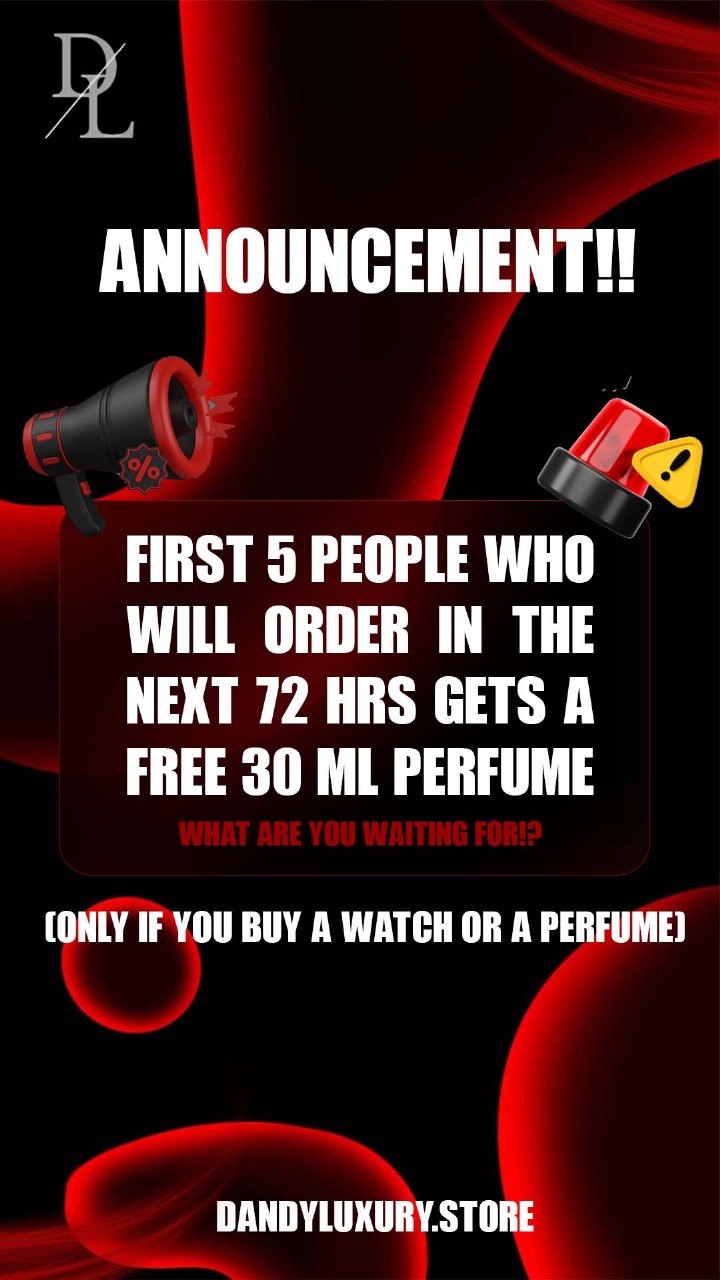 DL
ANNOUNCEMENT!!
%
!
FIRST 5 PEOPLE WHO
WILL ORDER IN THE
NEXT 72 HRS GETS A
FREE 30 ML PERFUME
WHAT ARE YOU WAITING FOR!?
(ONLY IF YOU BUY A WATCH OR A PERFUME)
DANDYLUXURY.STORE